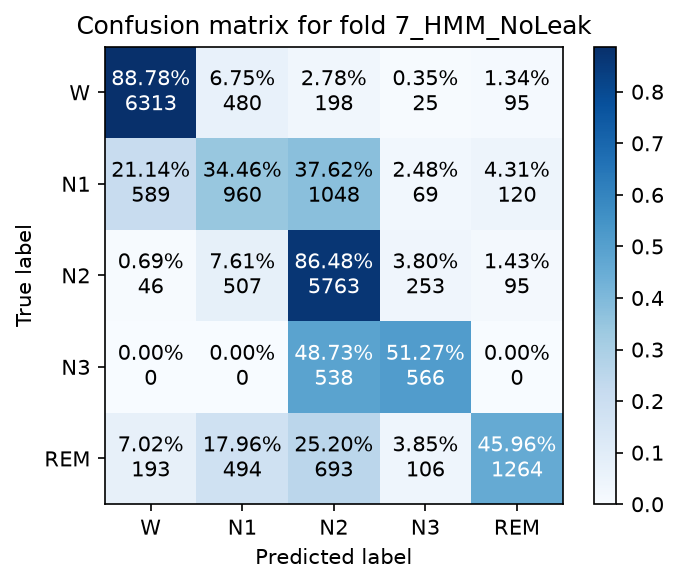 Confusion matrix for fold 7_HMM_NoLeak
88.78% 6.75% 2.78% 0.35% 1.34%
W 6313 480 198 25 95
21.14% 34.46% 37.62% 2.48% 4.31%
N1 589 960 1048 69 120
0.69% 7.61% 86.48% 3.80% 1.43%
N2 46 507 5763 253 95
0.00% 0.00% 48.73% 51.27% 0.00%
N3 0 0 538 566 0
7.02% 17.96% 25.20% 3.85% 45.96%
REM 193 494 693 106 1264
W N1 N2 N3 REM
Predicted label
True label
0.8
0.7
0.6
0.5
0.4
0.3
0.2
0.1
0.0